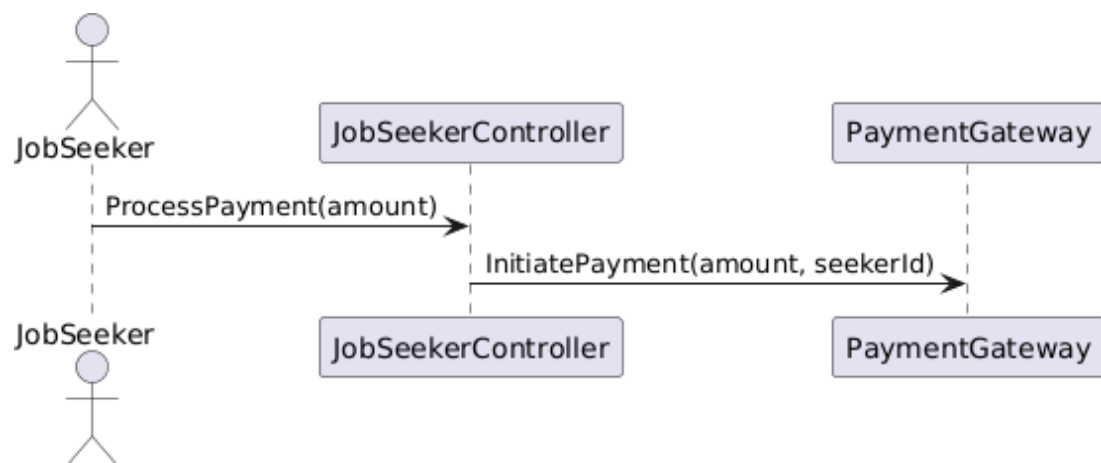 JobSeeker
JobSeekerController
PaymentGateway
ProcessPayment(amount)
InitiatePayment(amount, seekerId)
JobSeeker
JobSeekerController
PaymentGateway